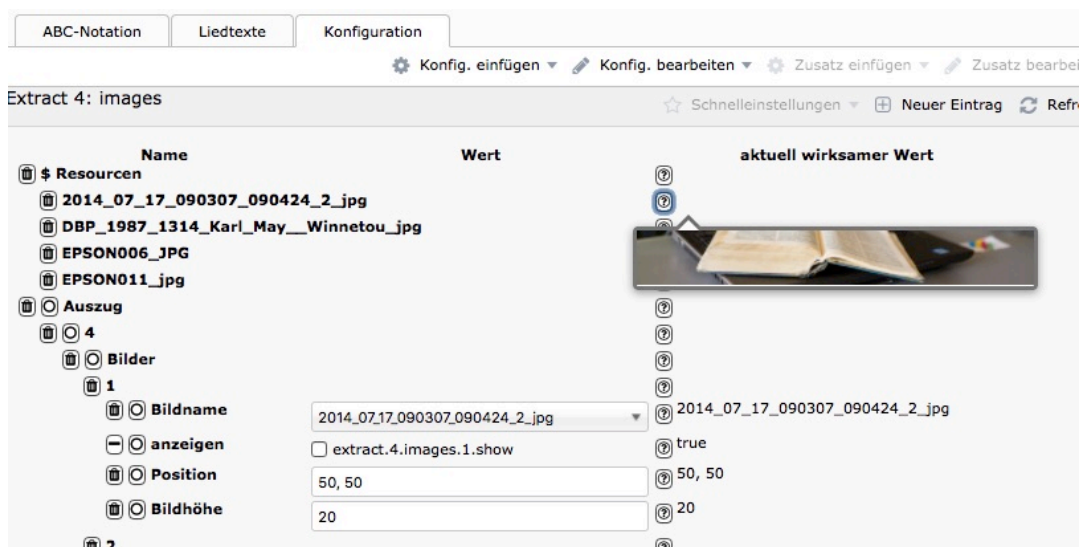 ABC-Notation Liedtexte Konfiguration
Konfig. einfügen Konfig. bearbeiten Zusatz einfügen Zusatz bearbei
Extract 4: images Schnelleinstellungen Neuer Eintrag Refr
Name Wert aktuell wirksamer Wert
$ Resourcen
2014_07_17_090307_090424_2_jpg
DBP_1987_1314_Karl_May__Winnetou_jpg
EPSON006_JPG
EPSON011_jpg
Auszug
4
Bilder
1
Bildname 2014_07_17_090307_090424_2_jpg 2014_07_17_090307_090424_2_jpg
anzeigen extract.4.images.1.show true
Position 50, 50 50, 50
Bildhöhe 20 20
2